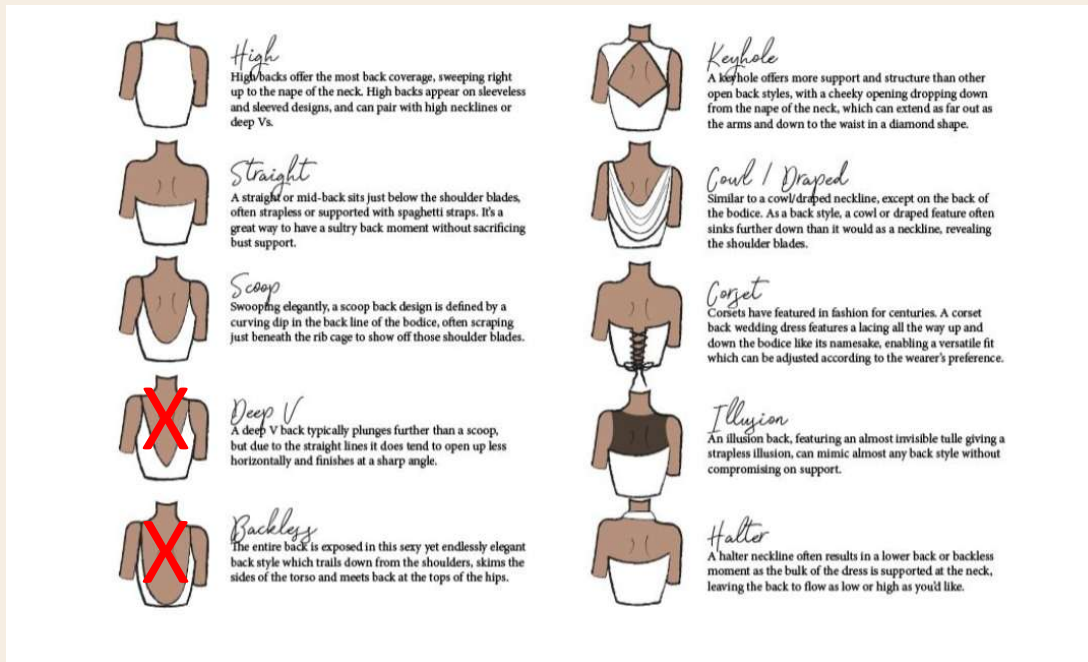 High
High backs offer the most back coverage, sweeping right
up to the nape of the neck. High backs appear on sleeveless
and sleeved designs, and can pair with high necklines or
deep Vs.
Straight
A straight or mid-back sits just below the shoulder blades,
often strapless or supported with spaghetti straps. It's a
great way to have a sultry back moment without sacrificing
bust support.
Scoop
Swooping elegantly, a scoop back design is defined by a
curving dip in the back line of the bodice, often scraping
just beneath the rib cage to show off those shoulder blades.
X
Deep V
A deep V back typically plunges further than a scoop,
but due to the straight lines it does tend to open up less
horizontally and finishes at a sharp angle.
X
Backless
The entire back is exposed in this sexy yet endlessly elegant
back style which trails down from the shoulders, skims the
sides of the torso and meets back at the tops of the hips.
Keyhole
A keyhole offers more support and structure than other
open back styles, with a cheeky opening dropping down
from the nape of the neck, which can extend as far out as
the arms and down to the waist in a diamond shape.
Cowl / Draped
Similar to a cowl/draped neckline, except on the back of
the bodice. As a back style, a cowl or draped feature often
sinks further down than it would as a neckline, revealing
the shoulder blades.
Corset
Corsets have featured in fashion for centuries. A corset
back wedding dress features a lacing all the way up and
down the bodice like its namesake, enabling a versatile fit
which can be adjusted according to the wearer's preference.
Illusion
An illusion back, featuring an almost invisible tulle giving a
strapless illusion, can mimic almost any back style without
compromising on support.
Halter
A halter neckline often results in a lower back or backless
moment as the bulk of the dress is supported at the neck,
leaving the back to flow as low or high as you'd like.